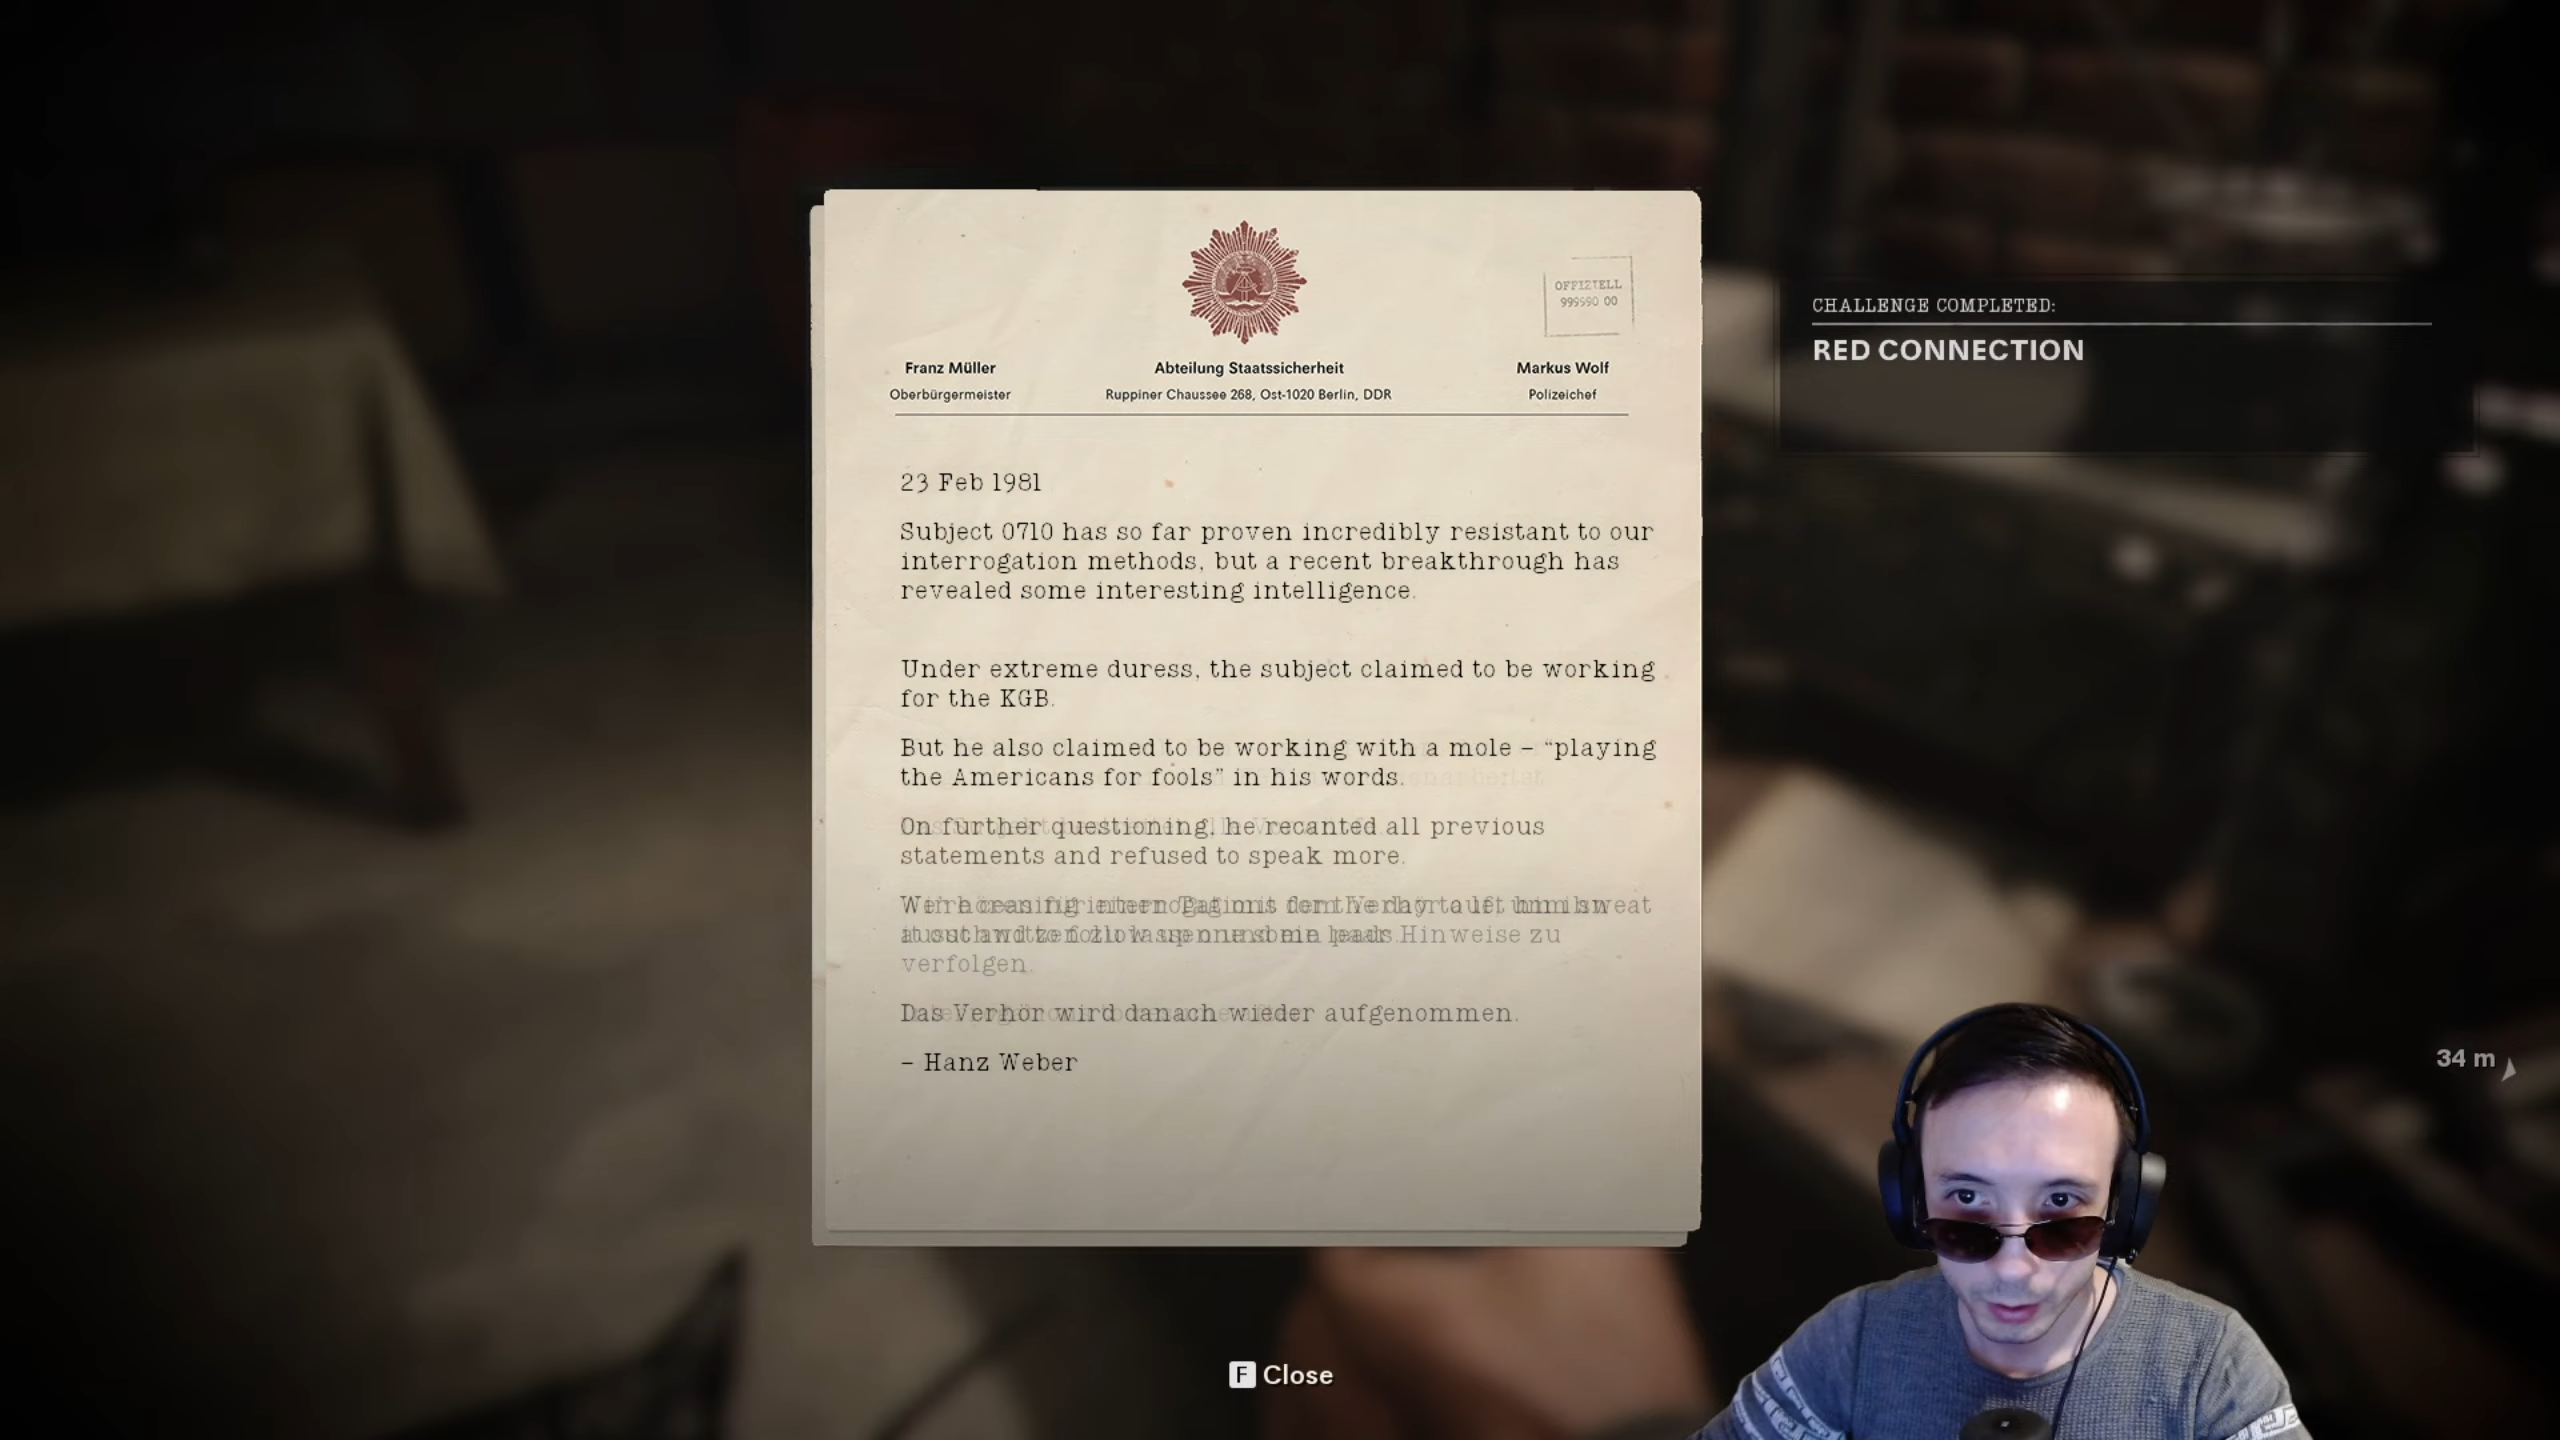 OFFIZIELL
999990 00
Franz Müller
Abteilung Staatssicherheit
Markus Wolf
Oberbürgermeister
Ruppiner Chaussee 268, Ost-1020 Berlin, DDR
Polizeichef
CHALLENGE COMPLETED:
RED CONNECTION
23 Feb 1981
Subject 0710 has so far proven incredibly resistant to our
interrogation methods, but a recent breakthrough has
revealed some interesting intelligence.
Under extreme duress, the subject claimed to be working
for the KGB.
But he also claimed to be working with a mole – “playing
the Americans for fools” in his words.
On further questioning, he recanted all previous
statements and refused to speak more.
Hinweise zu
verfolgen.
Das Verhör wird danach wieder aufgenommen.
– Hanz Weber
34 m
F Close